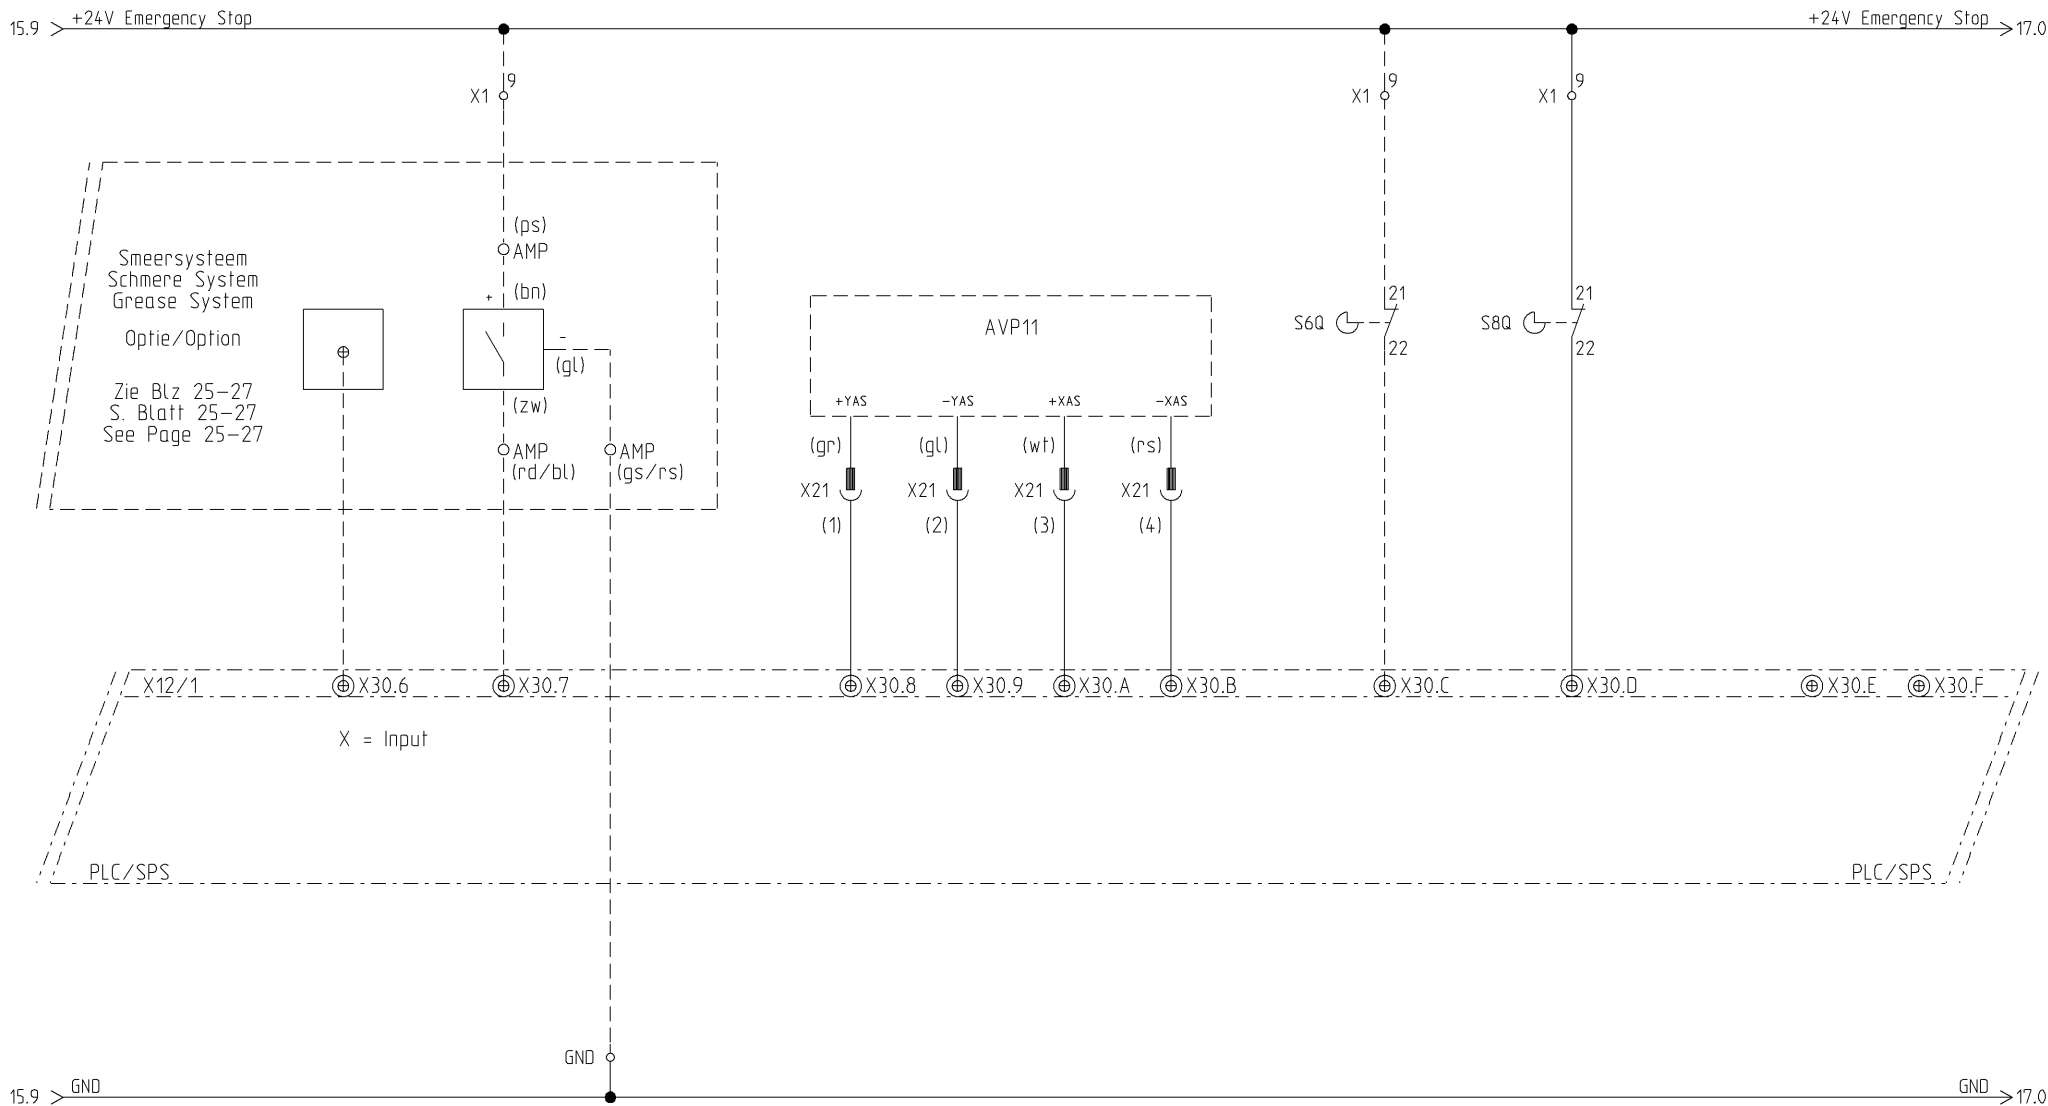 +24V Emergency Stop
+24V Emergency Stop
15.9
17.0
9
9
9
X1
X1
X1
(ps)
AMP
Smeersysteem
Schmere System
Grease System
Optie/Option
Zie Blz 25-27
S. Blatt 25-27
See Page 25-27
+
(bn)
-
(gl)
(zw)
AMP
(rd/bl)
AMP
(gs/rs)
AVP11
+YAS
-YAS
+XAS
-XAS
(gr)
(gl)
(wt)
(rs)
X21
X21
X21
X21
(1)
(2)
(3)
(4)
21
S6Q
22
21
S8Q
22
X12/1
X30.6
X30.7
X30.8
X30.9
X30.A
X30.B
X30.C
X30.D
X30.E
X30.F
X = Input
PLC/SPS
PLC/SPS
GND
GND
GND
15.9
17.0